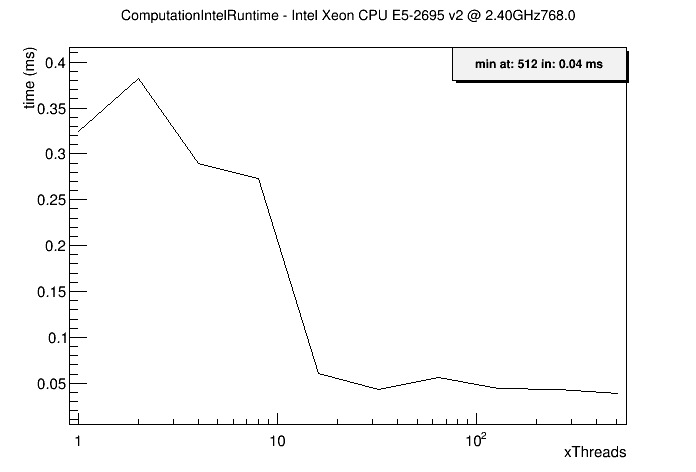 ComputationIntelRuntime - Intel Xeon CPU E5-2695 v2 @ 2.40GHz768.0
min at: 512 in: 0.04 ms
time (ms)
0.4
0.35
0.3
0.25
0.2
0.15
0.1
0.05
1
10
10²
xThreads